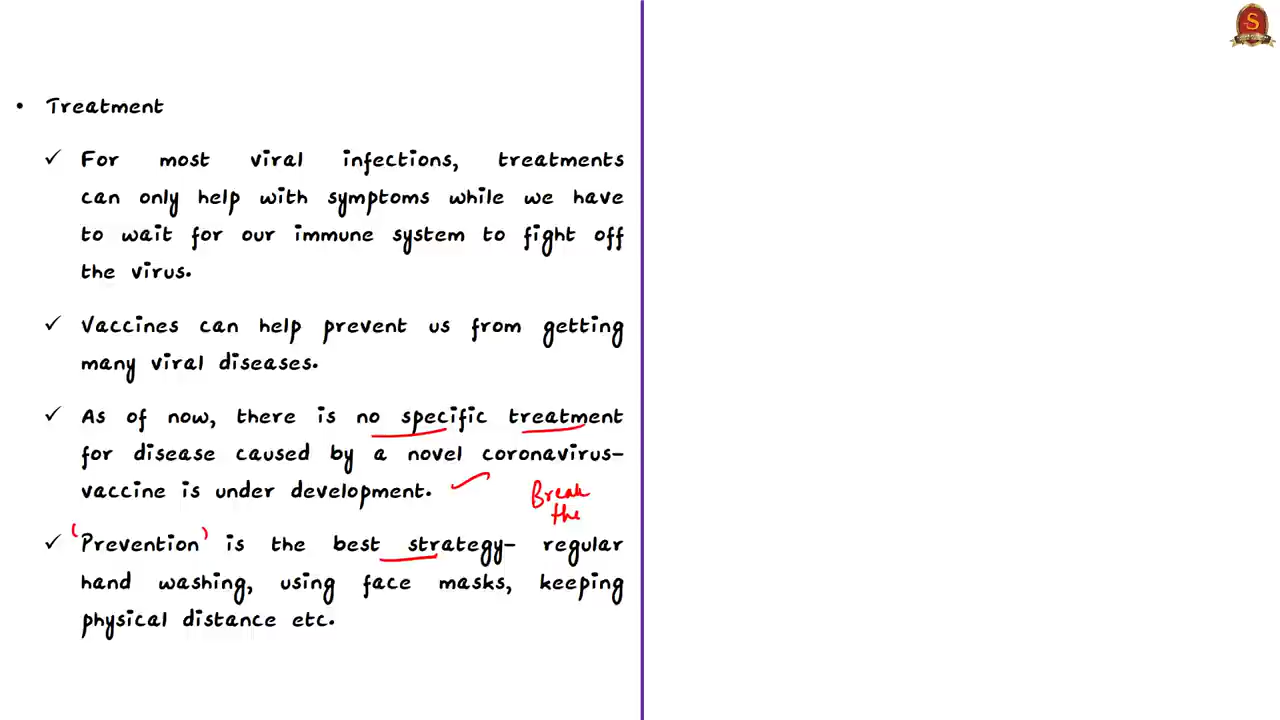 • Treatment
✓ For most viral infections, treatments
can only help with symptoms while we have
to wait for our immune system to fight off
the virus.
✓ Vaccines can help prevent us from getting
many viral diseases.
✓ As of now, there is no specific treatment
for disease caused by a novel coronavirus-
vaccine is under development.
Break
the
✓ (Prevention) is the best strategy- regular
hand washing, using face masks, keeping
physical distance etc.
S